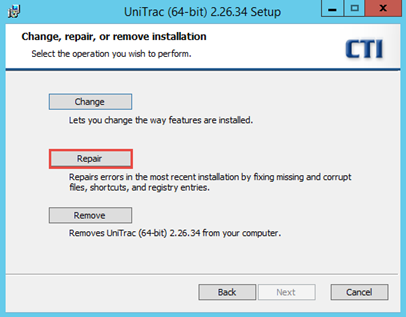 UniTrac (64-bit) 2.26.34 Setup
Change, repair, or remove installation
Select the operation you wish to perform.
CTI
Change
Lets you change the way features are installed.
Repair
Repairs errors in the most recent installation by fixing missing and corrupt
files, shortcuts, and registry entries.
Remove
Removes UniTrac (64-bit) 2.26.34 from your computer.
Back Next Cancel